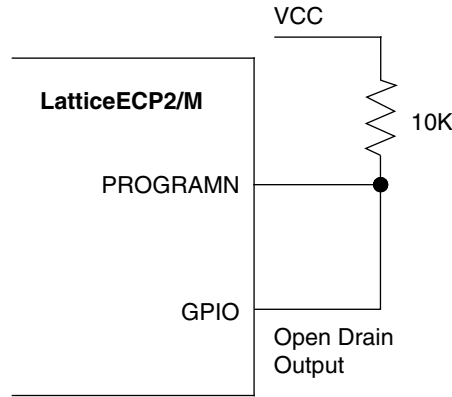 VCC
LatticeECP2/M
10K
PROGRAMN
GPIO
Open Drain
Output